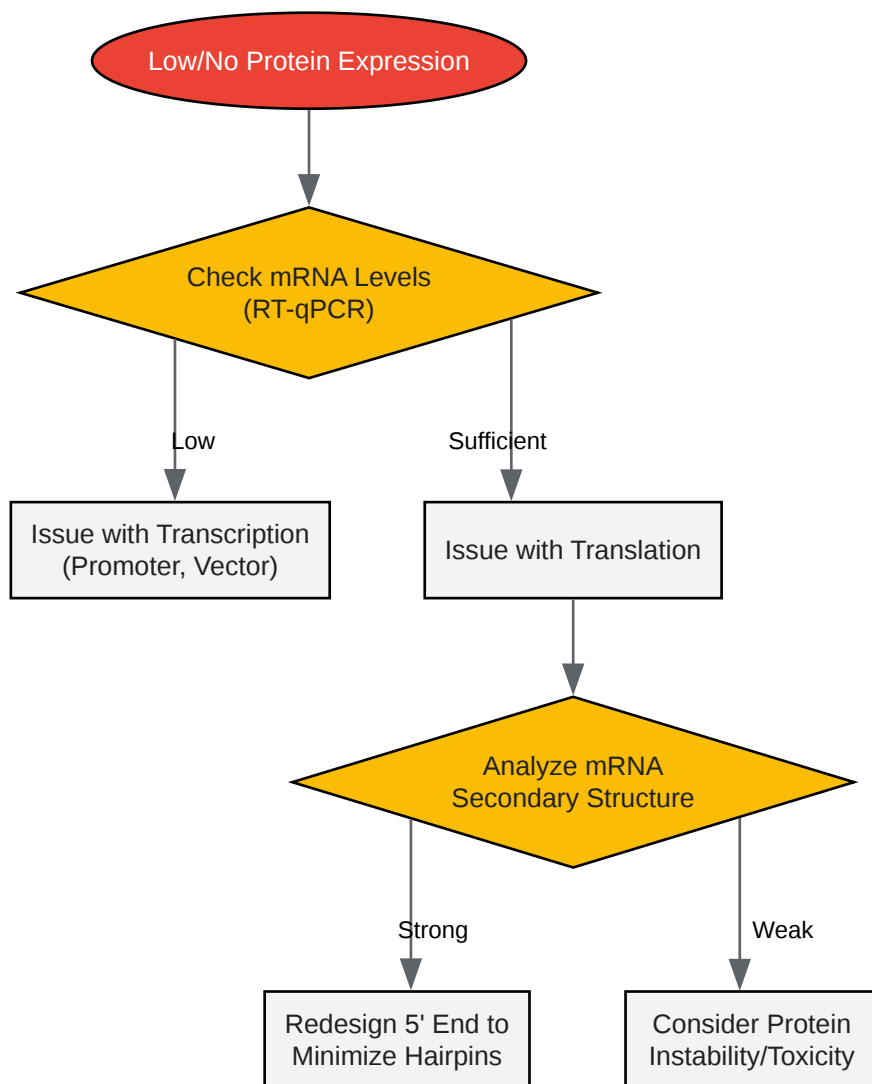 Low/No Protein Expression
Check mRNA Levels
(RT-qPCR)
Low
Sufficient
Issue with Transcription
(Promoter, Vector)
Issue with Translation
Analyze mRNA
Secondary Structure
Strong
Weak
Redesign 5' End to
Minimize Hairpins
Consider Protein
Instability/Toxicity